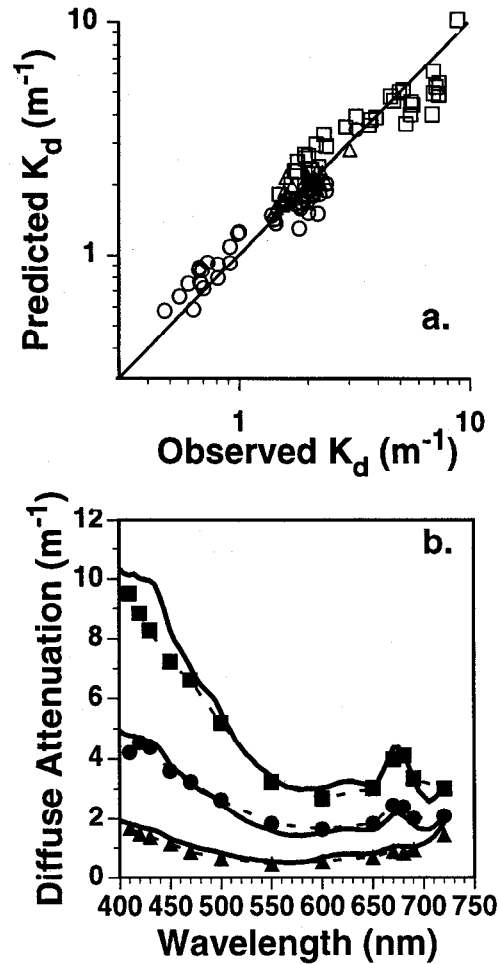 10
Predicted K_d (m^-1)
1
a.
1 10
Observed K_d (m^-1)
12
b.
10
Diffuse Attenuation (m^-1)
8
6
4
2
0
400 450 500 550 600 650 700 750
Wavelength (nm)